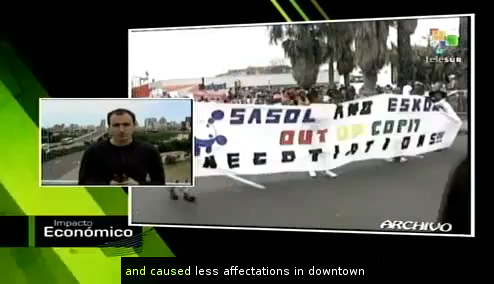 teleSUR
SASOL AND ESKOM
OUT OF COP17
NEGOTIATIONS!!!
ARCHIVO
Impacto
Económico
and caused less affectations in downtown